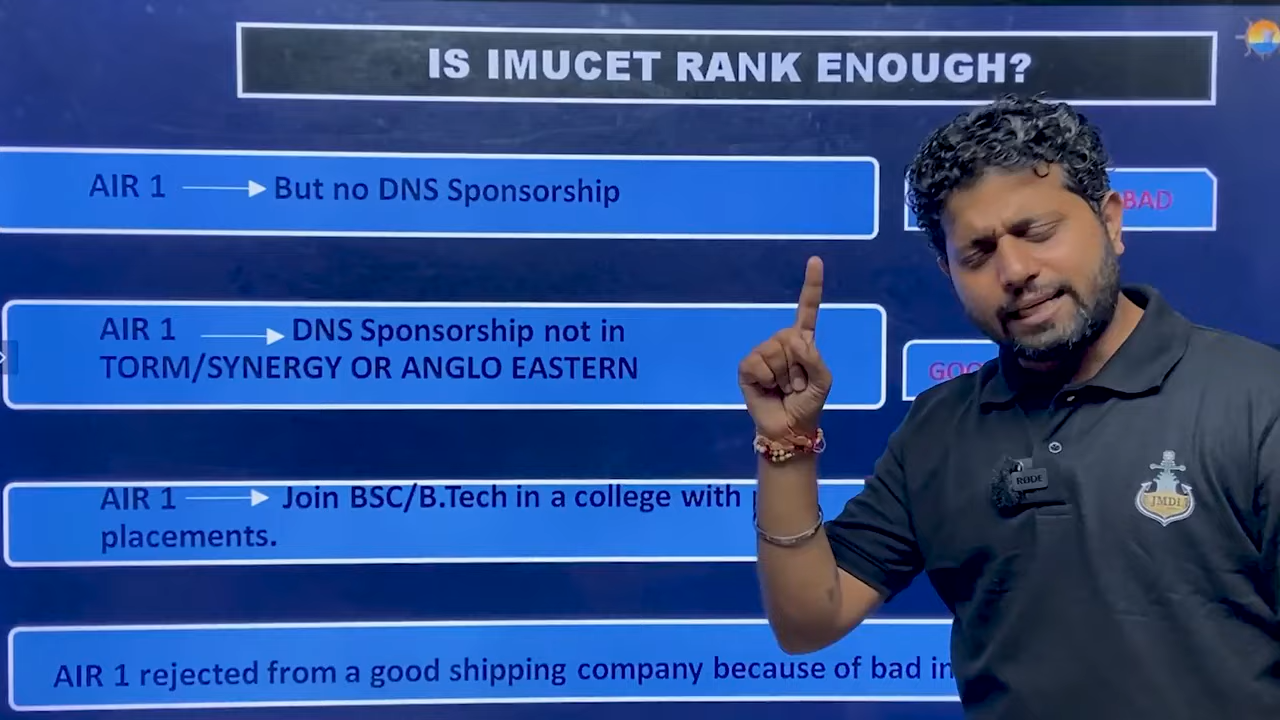 IS IMUCET RANK ENOUGH?
AIR 1 But no DNS Sponsorship
BAD
AIR 1 DNS Sponsorship not in
TORM/SYNERGY OR ANGLO EASTERN
AIR 1 Join BSC/B.Tech in a college with
placements.
AIR 1 rejected from a good shipping company because of bad
RØDE
JMDI